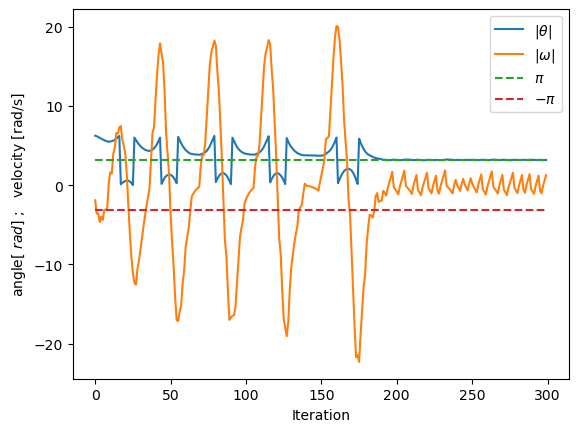 20
10
0
−10
−20
angle[ rad] ;   velocity [rad/s]
|θ|
|ω|
π
−π
0
50
100
150
200
250
300
Iteration